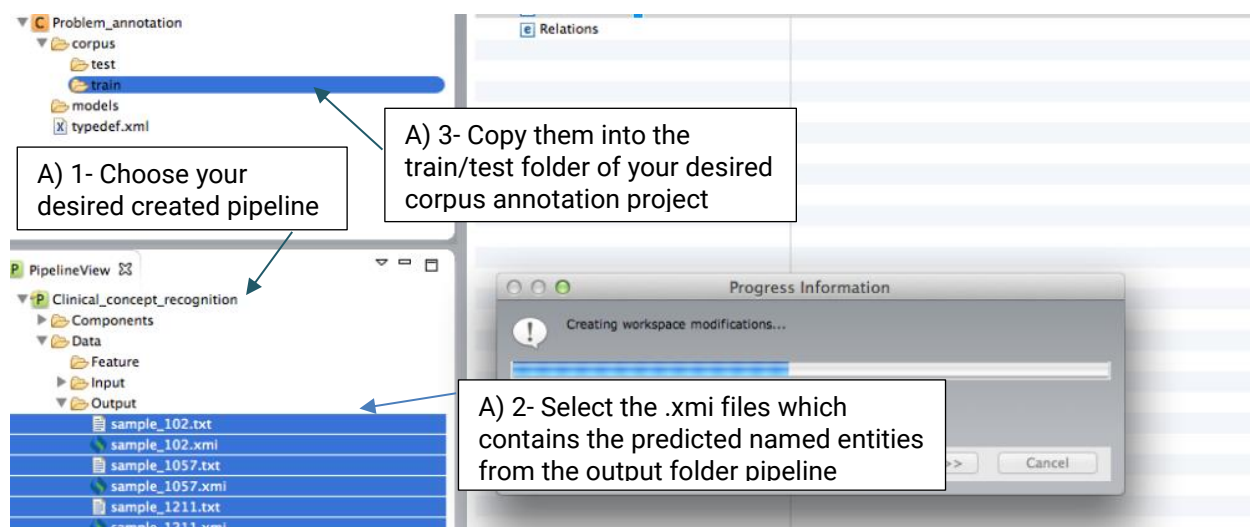 Problem_annotation
corpus
test
train
models
typedef.xml
Relations
A) 3- Copy them into the
train/test folder of your desired
corpus annotation project
A) 1- Choose your
desired created pipeline
PipelineView
Clinical_concept_recognition
Components
Data
Feature
Input
Output
sample_102.txt
sample_102.xmi
sample_1057.txt
sample_1057.xmi
sample_1211.txt
sample_1211.xmi
Progress Information
Creating workspace modifications...
A) 2- Select the .xmi files which
contains the predicted named entities
from the output folder pipeline
>>
Cancel